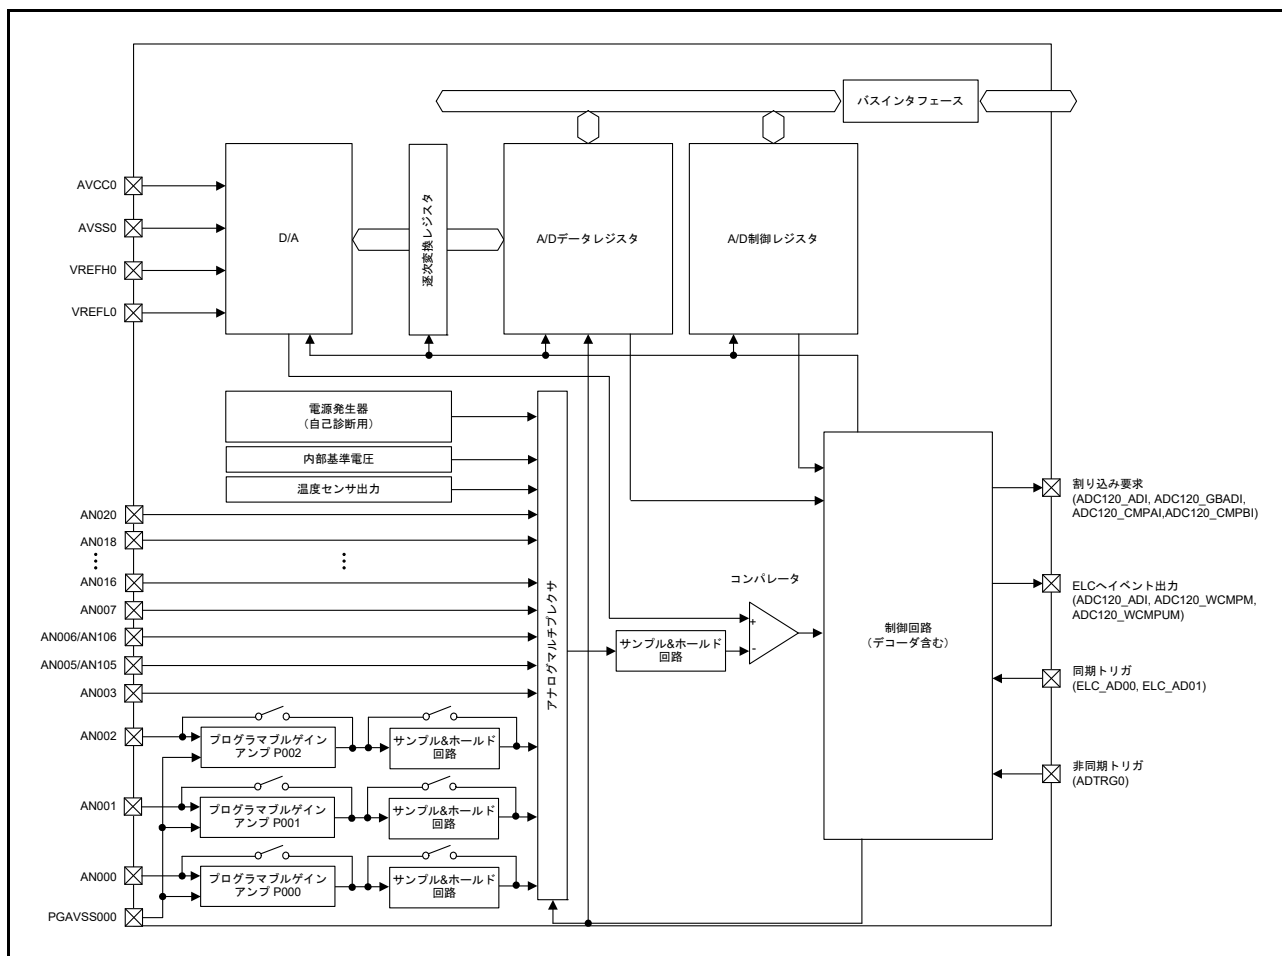 バスインタフェース
AVCC0
AVSS0
VREFH0
VREFL0
D/A
逐次変換レジスタ
A/Dデータレジスタ
A/D制御レジスタ
電源発生器
(自己診断用)
内部基準電圧
温度センサ出力
AN020
AN018
AN016
AN007
AN006/AN106
AN005/AN105
AN003
AN002
AN001
AN000
PGAVSS000
プログラマブルゲイン
アンプ P002
サンプル&ホールド
回路
プログラマブルゲイン
アンプ P001
サンプル&ホールド
回路
プログラマブルゲイン
アンプ P000
サンプル&ホールド
回路
アナログマルチプレクサ
サンプル&ホールド
回路
コンパレータ
+
-
制御回路
(デコーダ含む)
割り込み要求
(ADC120_ADI, ADC120_GBADI,
ADC120_CMPAI,ADC120_CMPBI)
ELCへイベント出力
(ADC120_ADI, ADC120_WCMPM,
ADC120_WCMPUM)
同期トリガ
(ELC_AD00, ELC_AD01)
非同期トリガ
(ADTRG0)